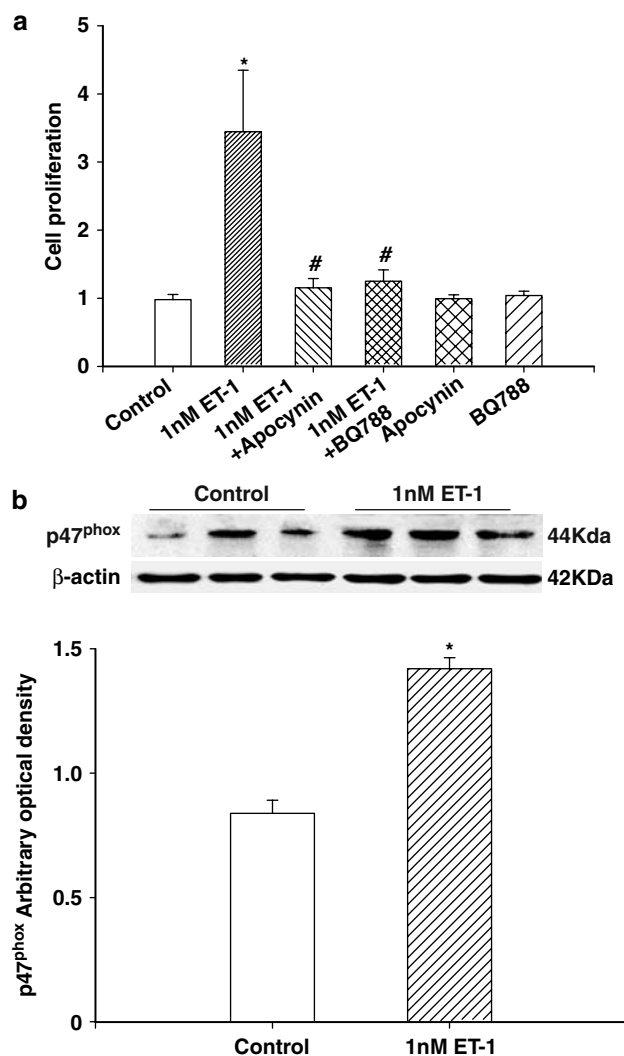 a
5
4
3
2
1
0
Cell proliferation
*
#
#
Control
1nM ET-1
1nM ET-1
+Apocynin
1nM ET-1
+BQ788
Apocynin
BQ788
b
Control
1nM ET-1
p47phox
44Kda
β-actin
42KDa
1.5
1.0
0.5
0
p47phox Arbitrary optical density
*
Control
1nM ET-1